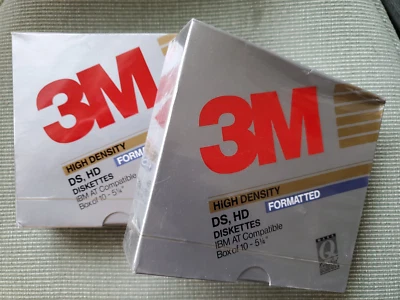 3M
HIGH DENSITY
FORMATTED
DS, HD
DISKETTES
IBM AT Compatible
Box of 10 - 5¼"
3M
HIGH DENSITY
FORMATTED
DS, HD
DISKETTES
IBM AT Compatible
Box of 10 - 5¼"